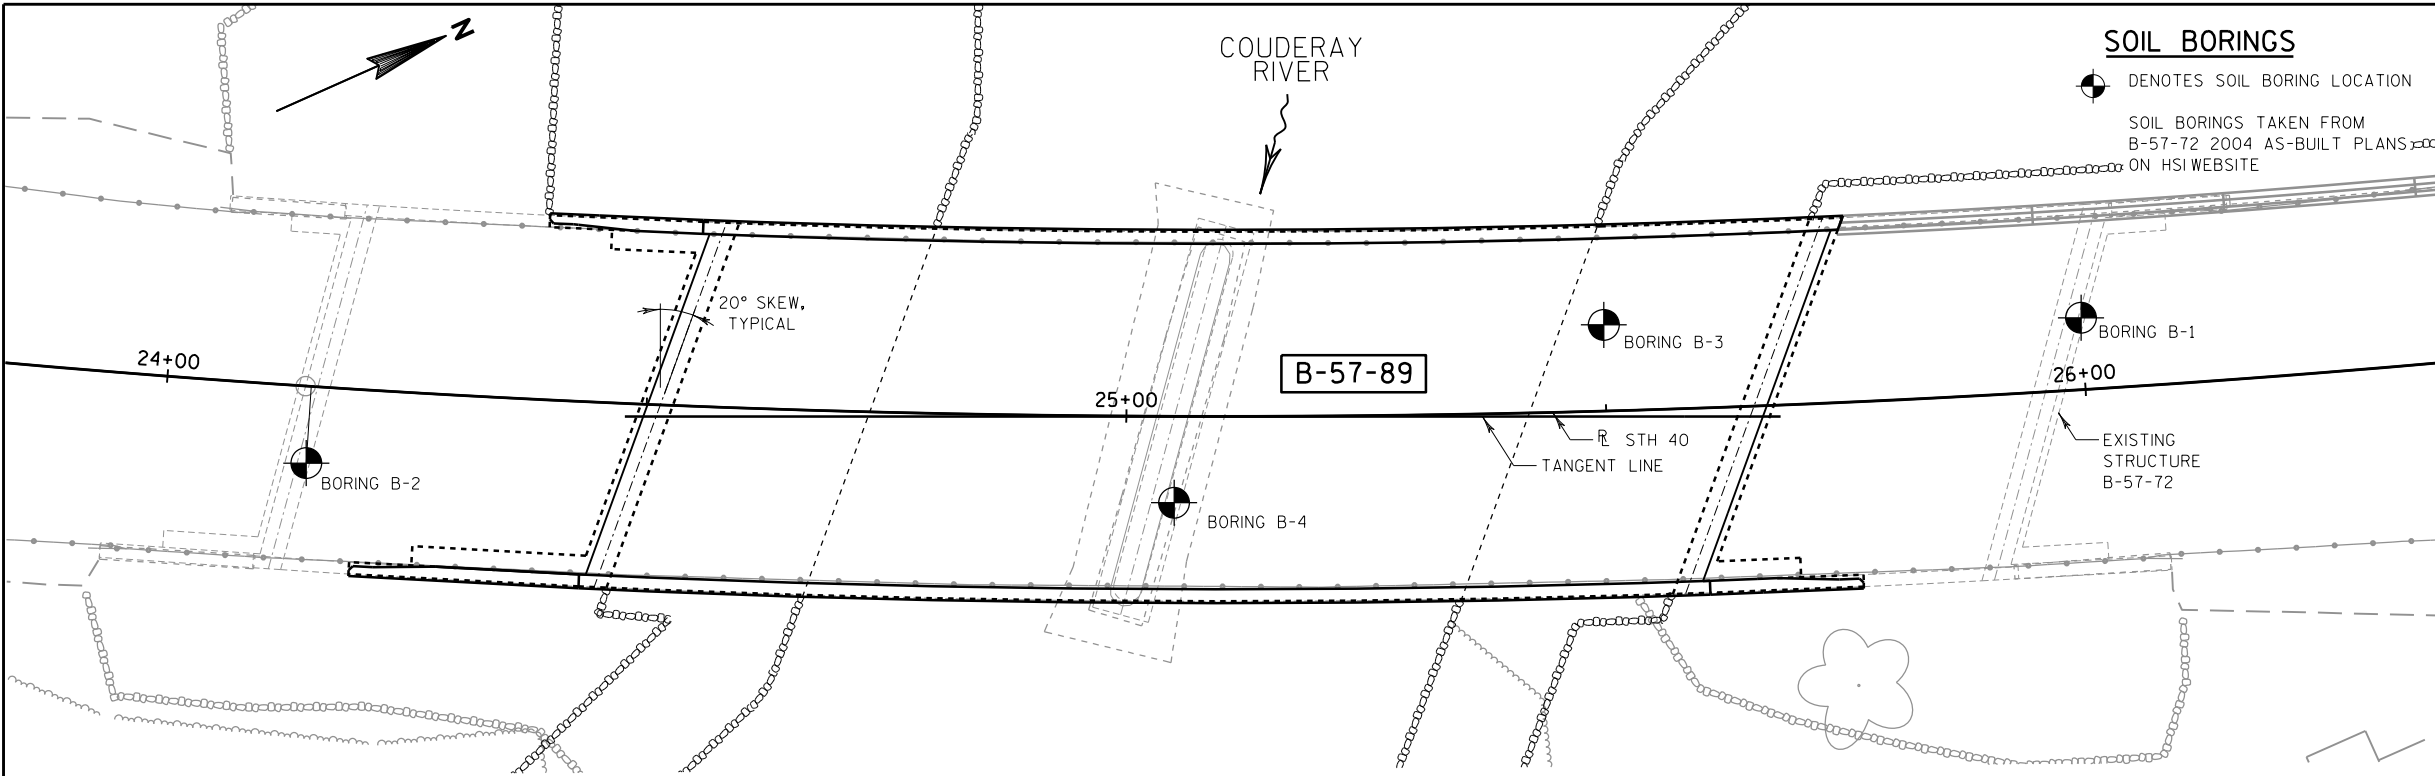 N
COUDERAY
RIVER
SOIL BORINGS
DENOTES SOIL BORING LOCATION
SOIL BORINGS TAKEN FROM
B-57-72 2004 AS-BUILT PLANS
ON HSI WEBSITE
20° SKEW,
TYPICAL
BORING B-3
BORING B-1
24+00
B-57-89
26+00
25+00
STH 40
TANGENT LINE
EXISTING
STRUCTURE
B-57-72
BORING B-2
BORING B-4